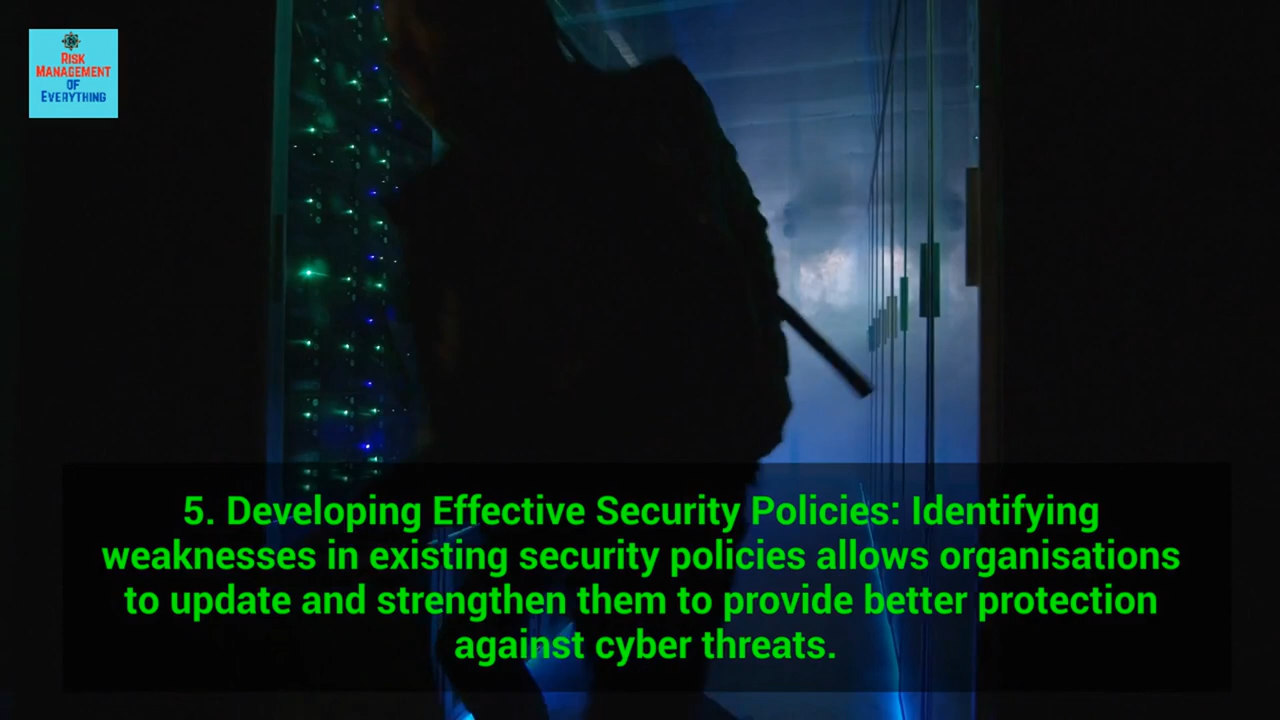 Risk
Management
of
Everything
5. Developing Effective Security Policies: Identifying
weaknesses in existing security policies allows organisations
to update and strengthen them to provide better protection
against cyber threats.